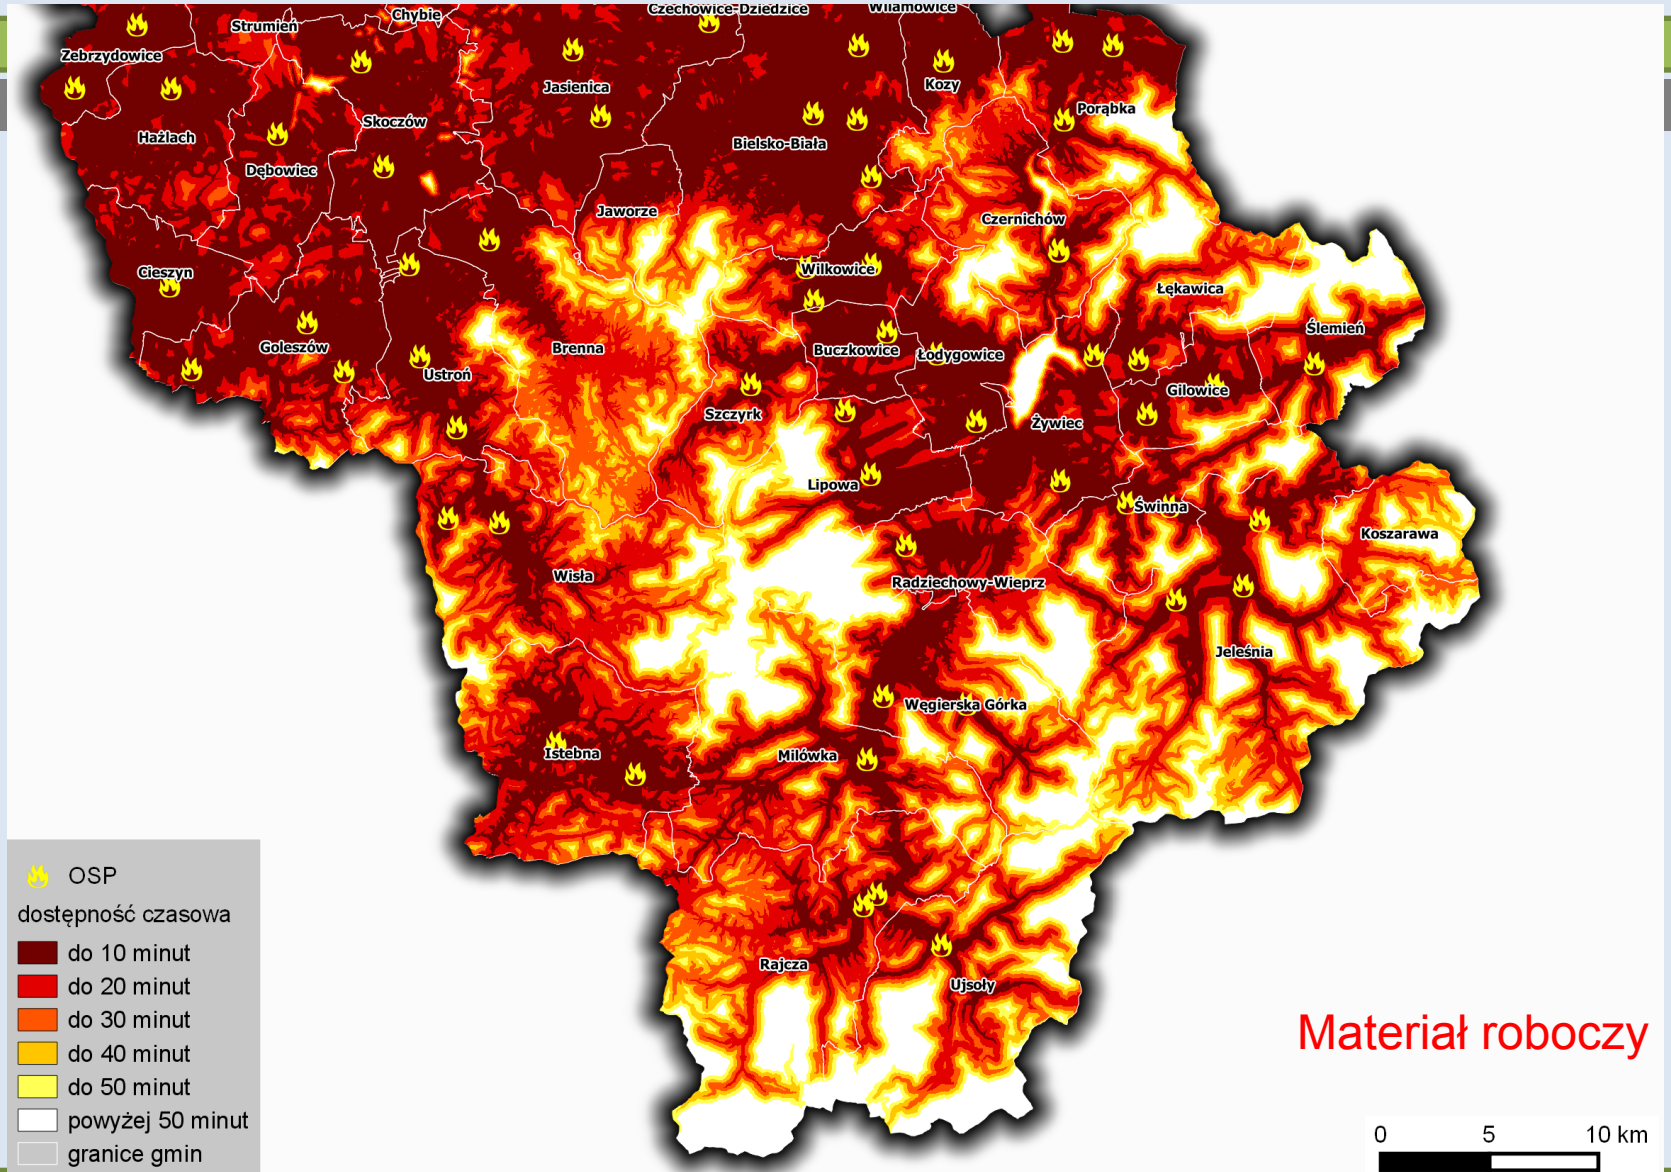 Czechowice-Dziedzice
Wilamowice
Chybie
Strumień
Zebrzydowice
Jasienica
Kozy
Porąbka
Hażlach
Skoczów
Bielsko-Biała
Dębowiec
Jaworze
Czernichów
Cieszyn
Wilkowice
Łękawica
Ślemień
Goleszów
Brenna
Buczkowice
Łodygowice
Ustroń
Gilowice
Szczyrk
Żywiec
Lipowa
Świnna
Koszarawa
Wisła
Radziechowy-Wieprz
Jeleśnia
Węgierska Górka
Istebna
Milówka
Rajcza
Ujsoły
OSP
dostępność czasowa
do 10 minut
do 20 minut
do 30 minut
do 40 minut
do 50 minut
powyżej 50 minut
granice gmin
Materiał roboczy
0 5 10 km